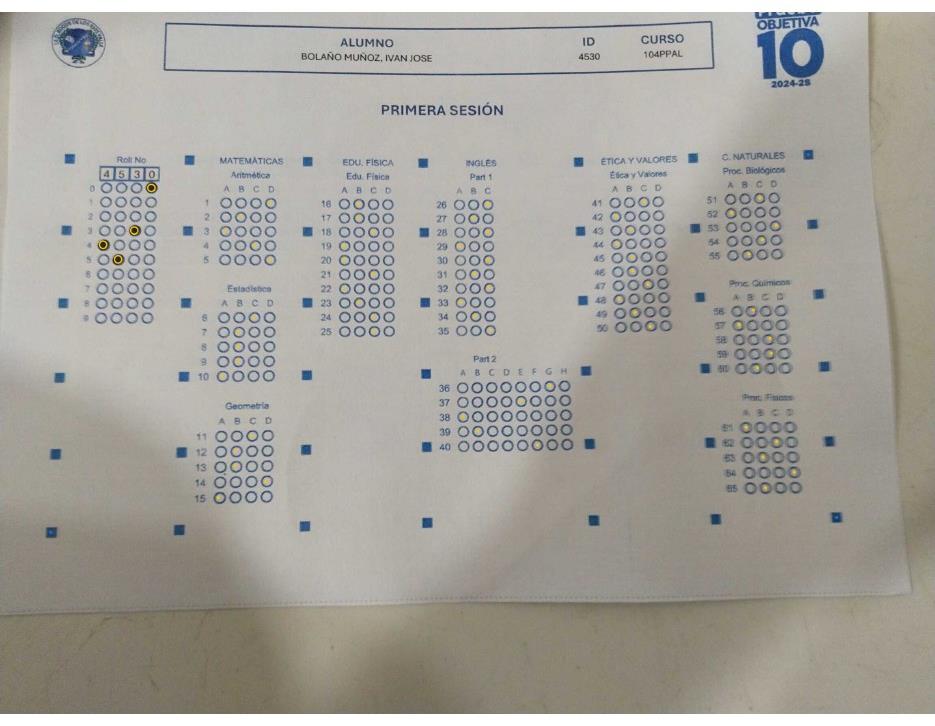 OBJETIVA
10
2024-2S
ALUMNO
BOLAÑO MUÑOZ, IVAN JOSE
ID
4530
CURSO
104PPAL
PRIMERA SESIÓN
Roll No
4 5 3 0
0
1
2
3
4
5
6
7
8
9
MATEMÁTICAS
Aritmética
A B C D
1
2
3
4
5
Estadística
A B C D
6
7
8
9
10
Geometría
A B C D
11
12
13
14
15
EDU. FÍSICA
Edu. Física
A B C D
16
17
18
19
20
21
22
23
24
25
INGLÉS
Part 1
A B C
26
27
28
29
30
31
32
33
34
35
Part 2
A B C D E F G H
36
37
38
39
40
ÉTICA Y VALORES
Ética y Valores
A B C D
41
42
43
44
45
46
47
48
49
50
C. NATURALES
Proc. Biológicos
A B C D
51
52
53
54
55
Proc. Químicos
A B C D
56
57
58
59
60
Proc. Físicos
A B C D
61
62
63
64
65